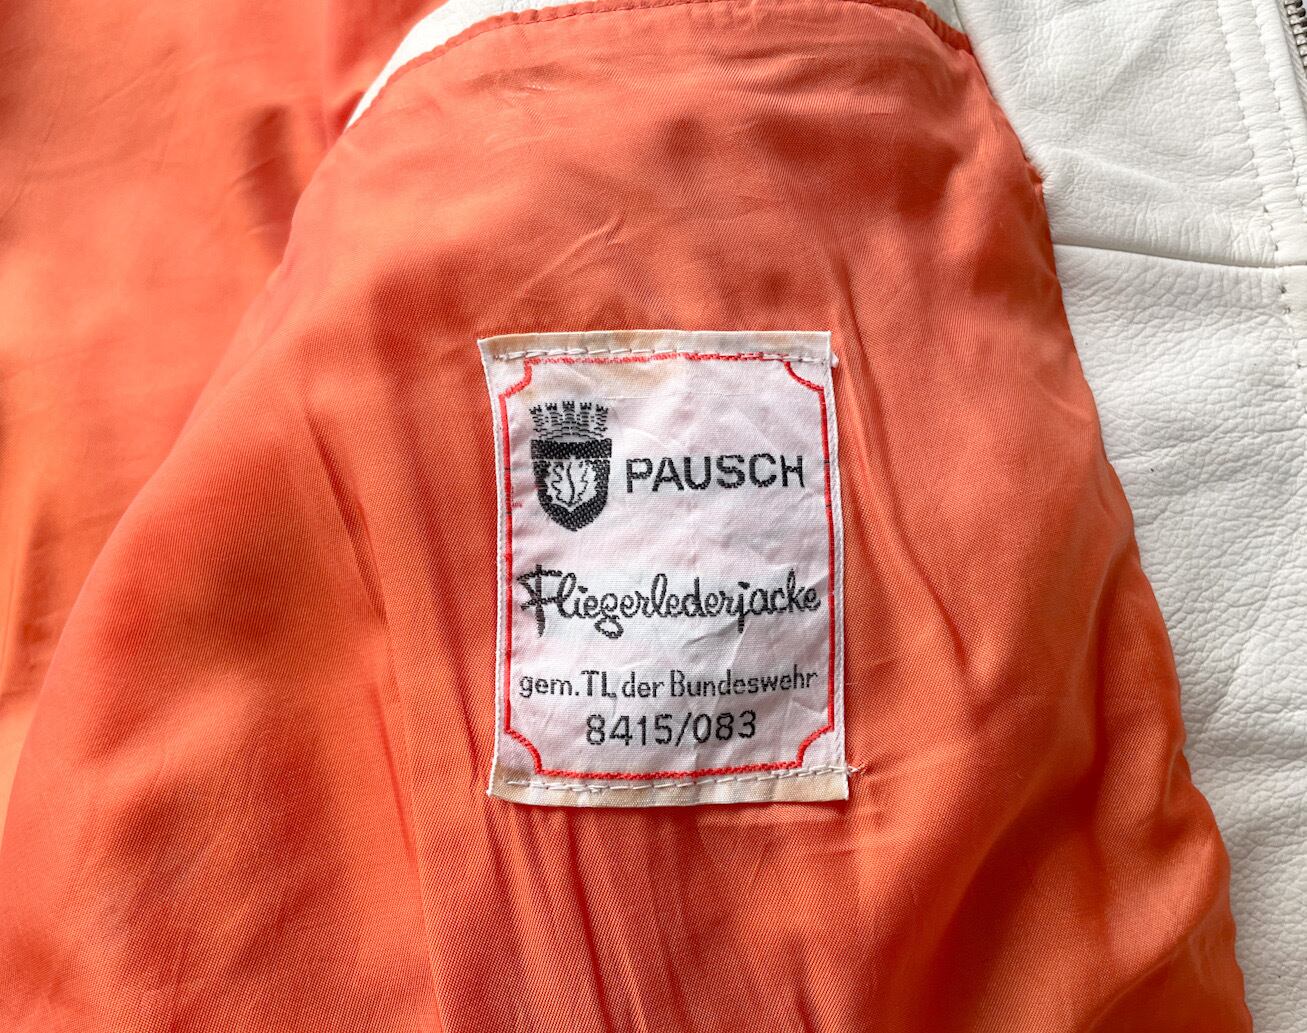 PAUSCH
Fliegerlederjacke
gem. TL der Bundeswehr
8415/083